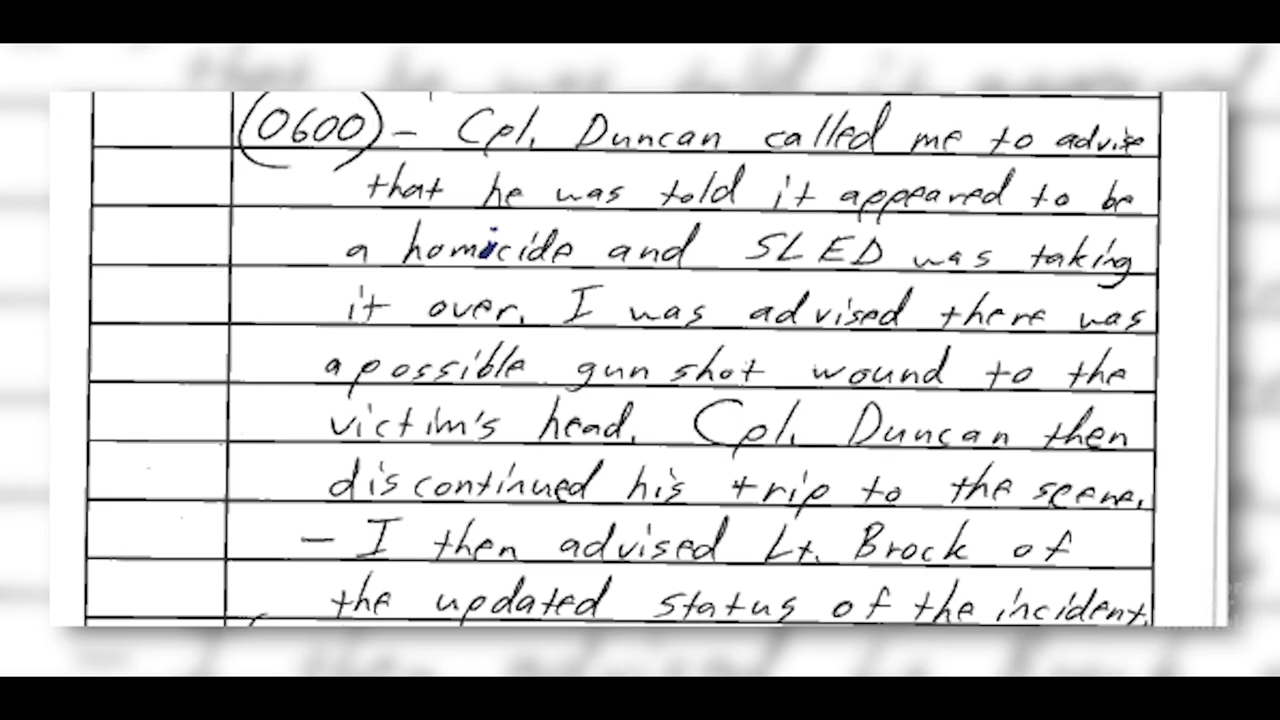 (0600) - Cpl. Duncan called me to advise
that he was told it appeared to be
a homicide and SLED was taking
it over. I was advised there was
a possible gun shot wound to the
victim's head. Cpl. Duncan then
discontinued his trip to the scene.
- I then advised Lt. Brock of
the updated status of the incident.